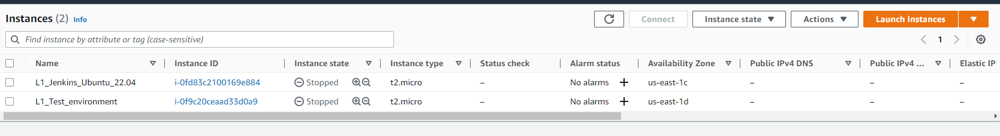 Instances (2) Info Connect Instance state Actions Launch instances
Find instance by attribute or tag (case-sensitive) 1
Name Instance ID Instance state Instance type Status check Alarm status Availability Zone Public IPv4 DNS Public IPv4 ... Elastic IP
L1_Jenkins_Ubuntu_22.04 i-0fd83c2100169e884 Stopped t2.micro – No alarms + us-east-1c – – –
L1_Test_environment i-0f9c20ceaad33d0a9 Stopped t2.micro – No alarms + us-east-1d – – –